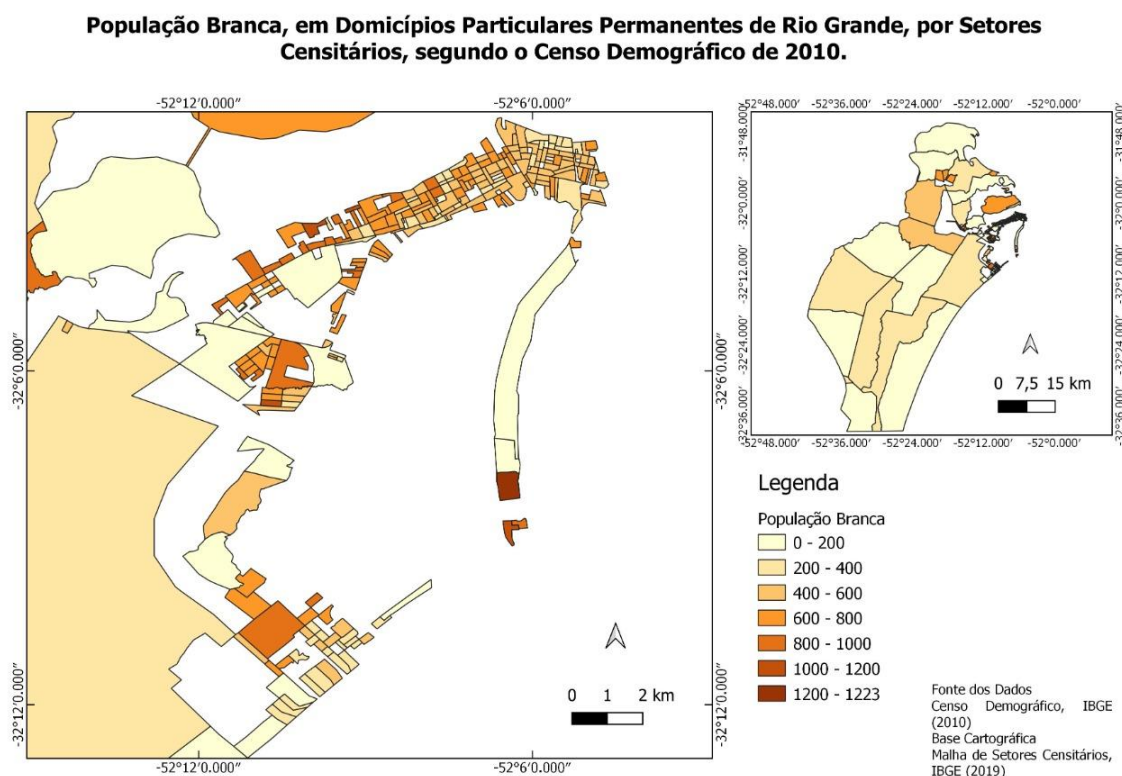 População Branca, em Domicípios Particulares Permanentes de Rio Grande, por Setores
Censitários, segundo o Censo Demográfico de 2010.
-52°12'0.000"
-52°6'0.000"
-32°6'0.000"
-32°6'0.000"
-32°12'0.000"
-32°12'0.000"
0 1 2 km
-52°12'0.000"
-52°6'0.000"
-52°48.000' -52°36.000' -52°24.000' -52°12.000' -52°0.000'
-31°48.000'
-32°0.000'
-32°12.000'
-32°24.000'
-32°36.000'
-31°48.000'
-32°0.000'
-32°12.000'
-32°24.000'
-32°36.000'
0 7,5 15 km
-52°48.000' -52°36.000' -52°24.000' -52°12.000' -52°0.000'
Legenda
População Branca
0 - 200
200 - 400
400 - 600
600 - 800
800 - 1000
1000 - 1200
1200 - 1223
Fonte dos Dados
Censo Demográfico, IBGE
(2010)
Base Cartográfica
Malha de Setores Censitários,
IBGE (2019)